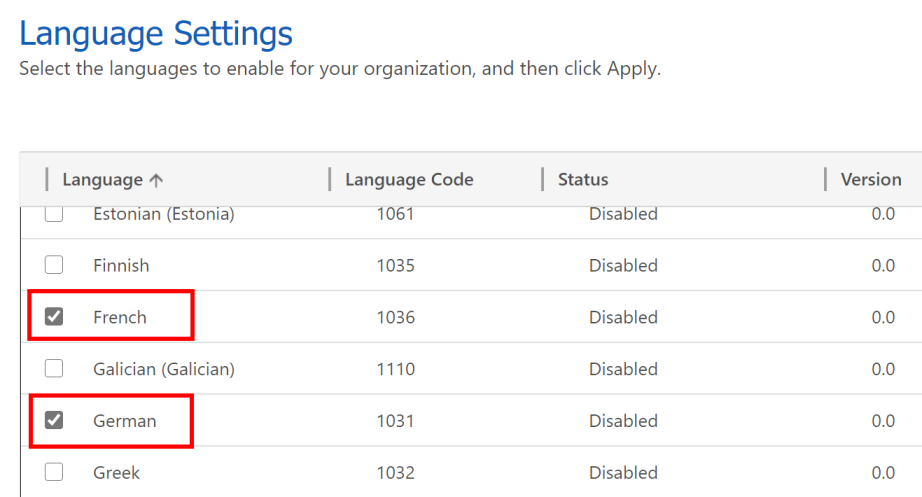 Language Settings
Select the languages to enable for your organization, and then click Apply.
Language ↑ Language Code Status Version
Estonian (Estonia) 1061 Disabled 0.0
Finnish 1035 Disabled 0.0
French 1036 Disabled 0.0
Galician (Galician) 1110 Disabled 0.0
German 1031 Disabled 0.0
Greek 1032 Disabled 0.0